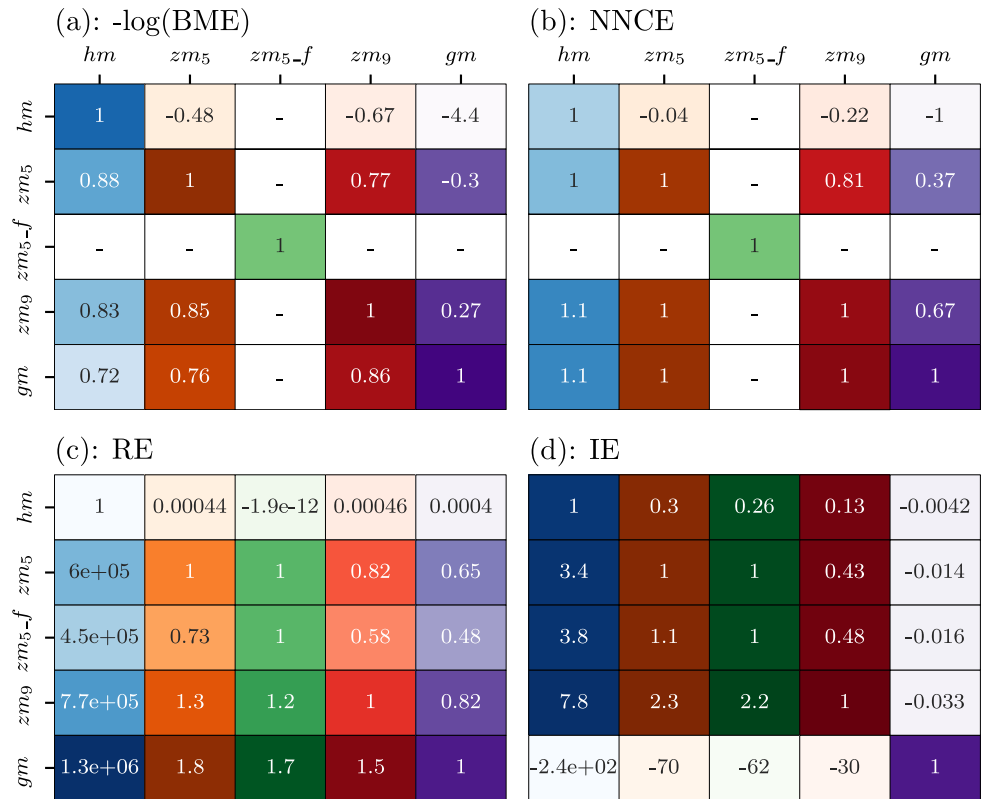 (a): -log(BME) (b): NNCE
hm zm₅ zm₅₋f zm₉ gm hm zm₅ zm₅₋f zm₉ gm
hm 1 -0.48 - -0.67 -4.4 1 -0.04 - -0.22 -1
zm₅ 0.88 1 - 0.77 -0.3 1 1 - 0.81 0.37
zm₅₋f - - 1 - - - - 1 - -
zm₉ 0.83 0.85 - 1 0.27 1.1 1 - 1 0.67
gm 0.72 0.76 - 0.86 1 1.1 1 - 1 1
(c): RE (d): IE
hm 1 0.00044 -1.9e-12 0.00046 0.0004 1 0.3 0.26 0.13 -0.0042
zm₅ 6e+05 1 1 0.82 0.65 3.4 1 1 0.43 -0.014
zm₅₋f 4.5e+05 0.73 1 0.58 0.48 3.8 1.1 1 0.48 -0.016
zm₉ 7.7e+05 1.3 1.2 1 0.82 7.8 2.3 2.2 1 -0.033
gm 1.3e+06 1.8 1.7 1.5 1 -2.4e+02 -70 -62 -30 1